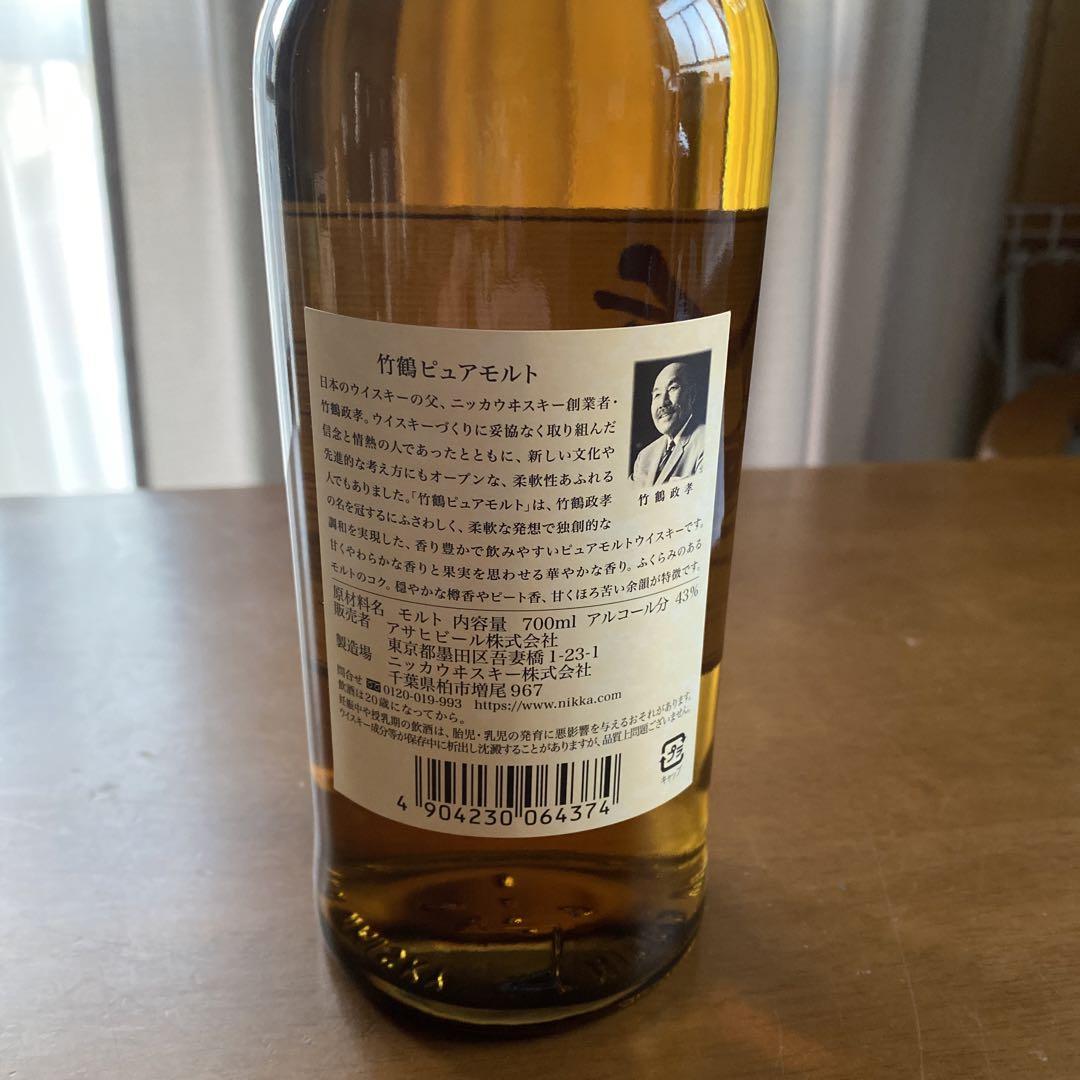 竹鶴ピュアモルト
日本のウイスキーの父、ニッカウヰスキー創業者・
竹鶴政孝。ウイスキーづくりに妥協なく取り組んだ
信念と情熱の人であったとともに、新しい文化や
先進的な考え方にもオープンな、柔軟性あふれる
人でもありました。「竹鶴ピュアモルト」は、竹鶴政孝
の名を冠するにふさわしく、柔軟な発想で独創的な
調和を実現した、香り豊かで飲みやすいピュアモルトウイスキーです。
甘くやわらかな香りと果実を思わせる華やかな香り。ふくらみのある
モルトのコク。穏やかな樽香やピート香、甘くほろ苦い余韻が特徴です。
竹鶴政孝
原材料名 モルト 内容量 700ml アルコール分 43%
販売者 アサヒビール株式会社
東京都墨田区吾妻橋1-23-1
製造場 ニッカウヰスキー株式会社
千葉県柏市増尾967
問合せ 0120-019-993 https://www.nikka.com
飲酒は20歳になってから。
妊娠中や授乳期の飲酒は、胎児・乳児の発育に悪影響を与えるおそれがあります。
ウイスキー成分等が保存中に析出し沈澱することがありますが、品質上問題ございません。
プラ
キャップ
4 904230 064374